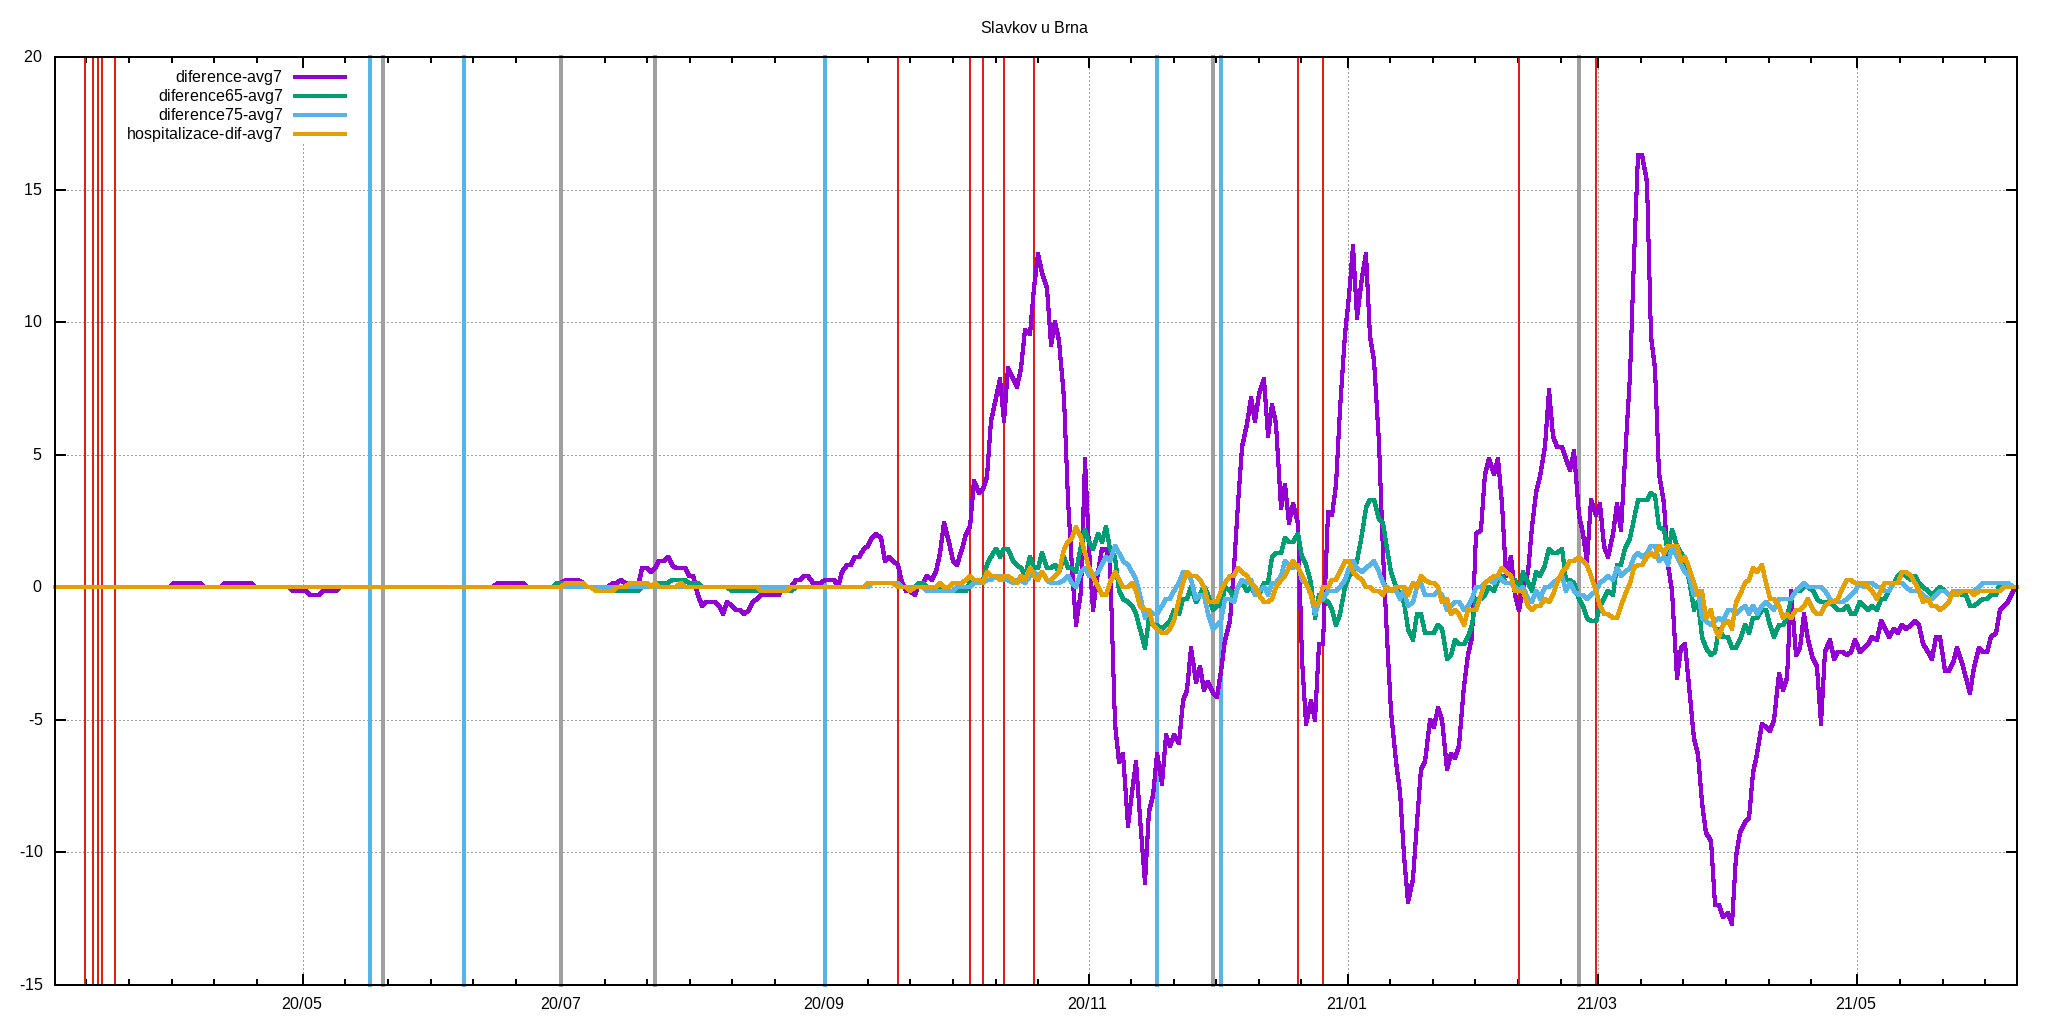 Slavkov u Brna
diference-avg7
diference65-avg7
diference75-avg7
hospitalizace-dif-avg7
20
15
10
5
0
-5
-10
-15
20/05 20/07 20/09 20/11 21/01 21/03 21/05